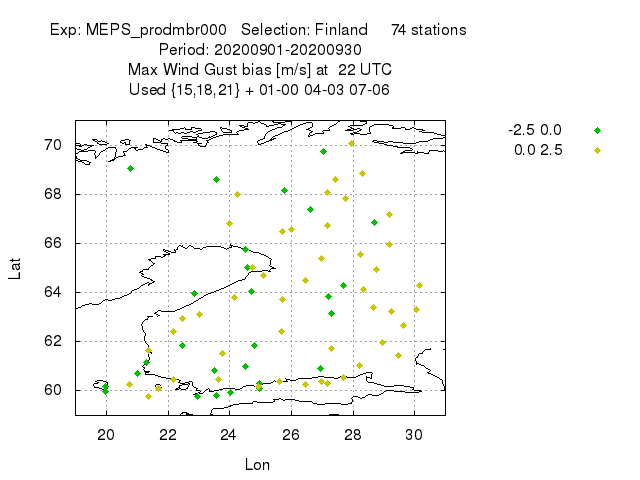 Exp: MEPS_prodmbr000 Selection: Finland 74 stations
Period: 20200901-20200930
Max Wind Gust bias [m/s] at 22 UTC
Used {15,18,21} + 01-00 04-03 07-06
-2.5 0.0
0.0 2.5
70
68
66
64
62
60
Lat
20 22 24 26 28 30
Lon